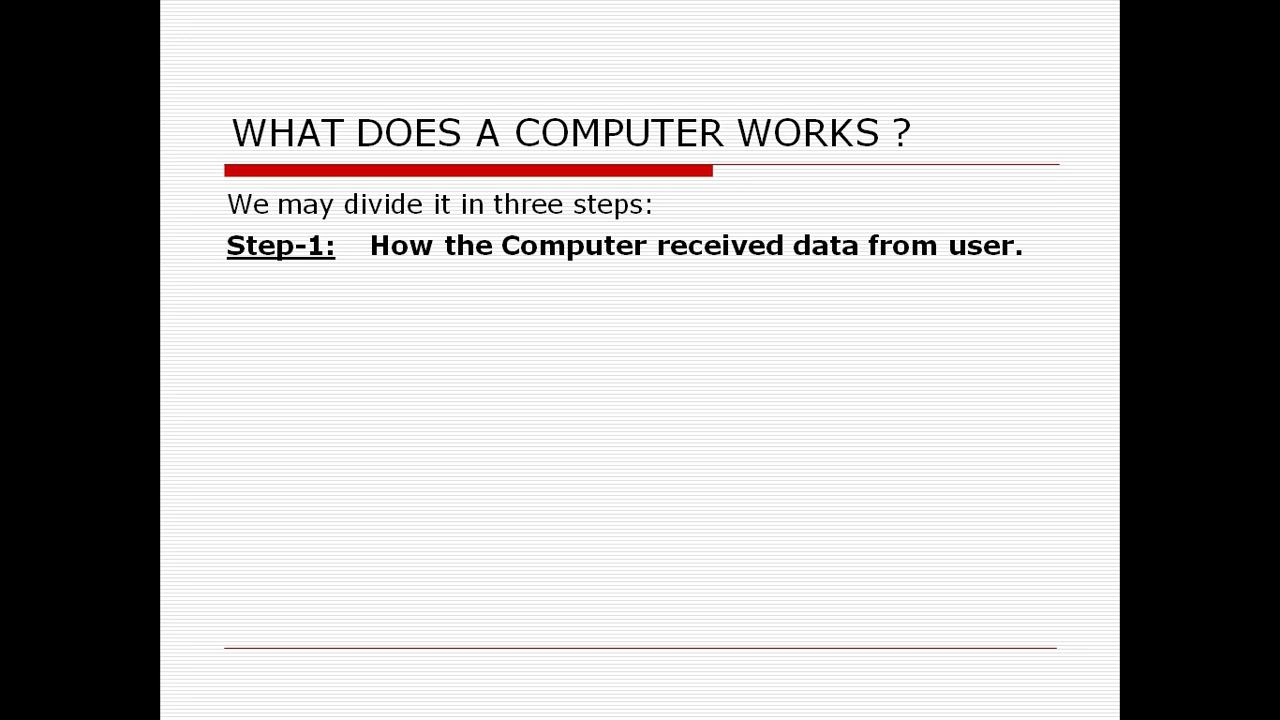 WHAT DOES A COMPUTER WORKS ?
We may divide it in three steps:
Step-1: How the Computer received data from user.